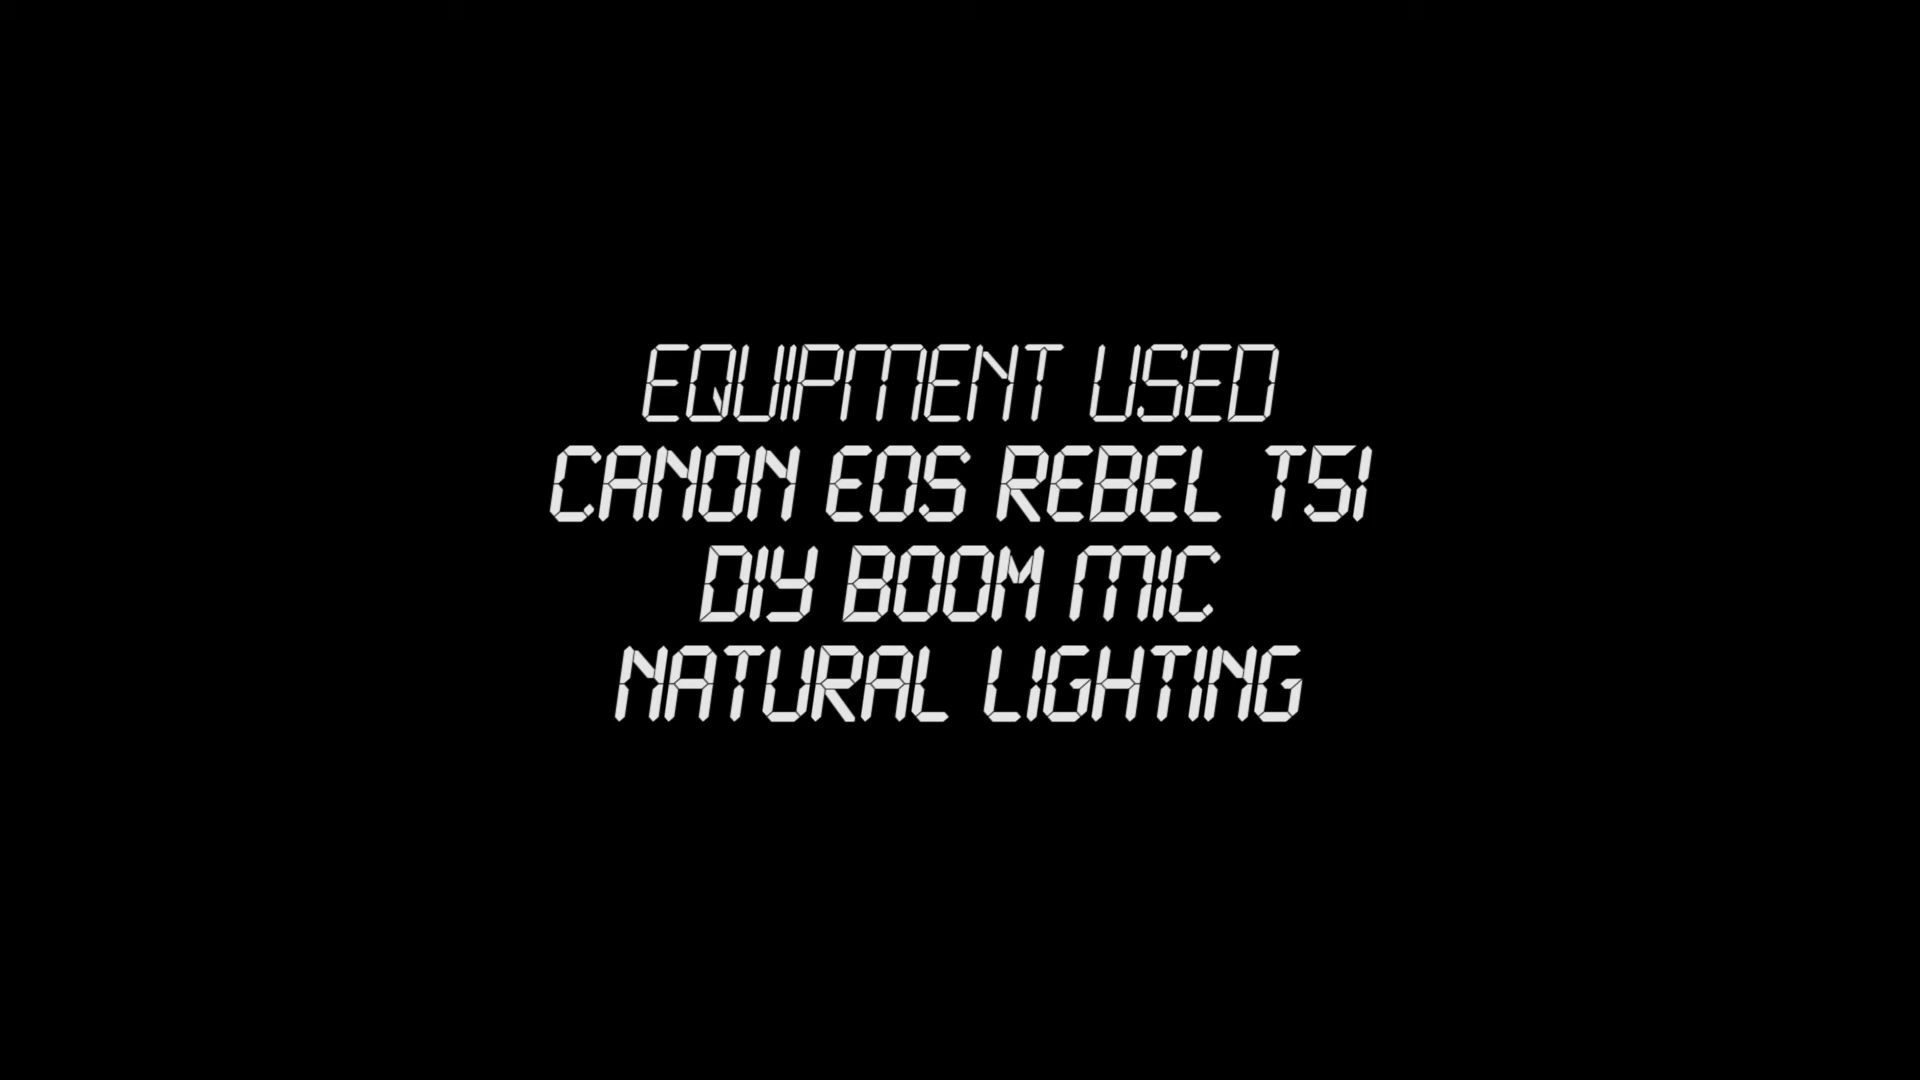 EQUIPMENT USED
CANON EOS REBEL T5I
DIY BOOM MIC
NATURAL LIGHTING